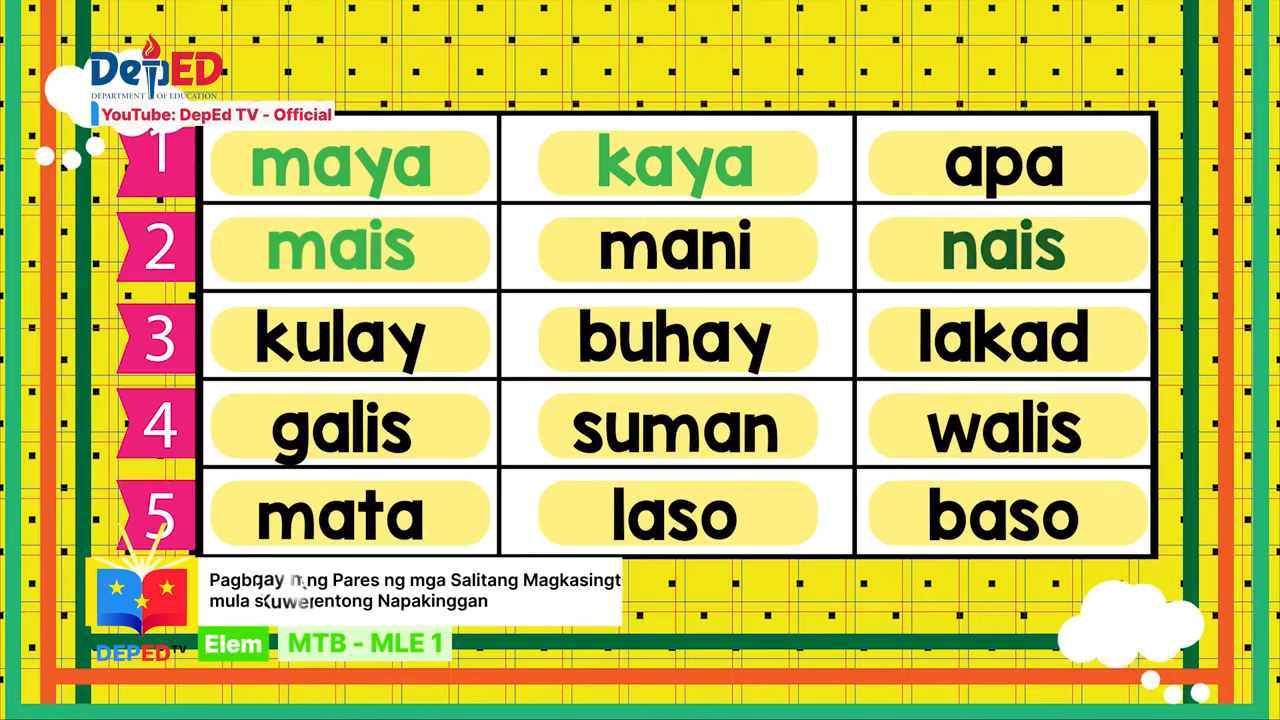 DepED
DEPARTMENT OF EDUCATION
YouTube: DepEd TV - Official
1 maya kaya apa
2 mais mani nais
3 kulay buhay lakad
4 galis suman walis
5 mata laso baso
ng Pares ng mga Salitang Magkasingt
mula Napakinggan
DEPED TV
Elem MTB - MLE 1